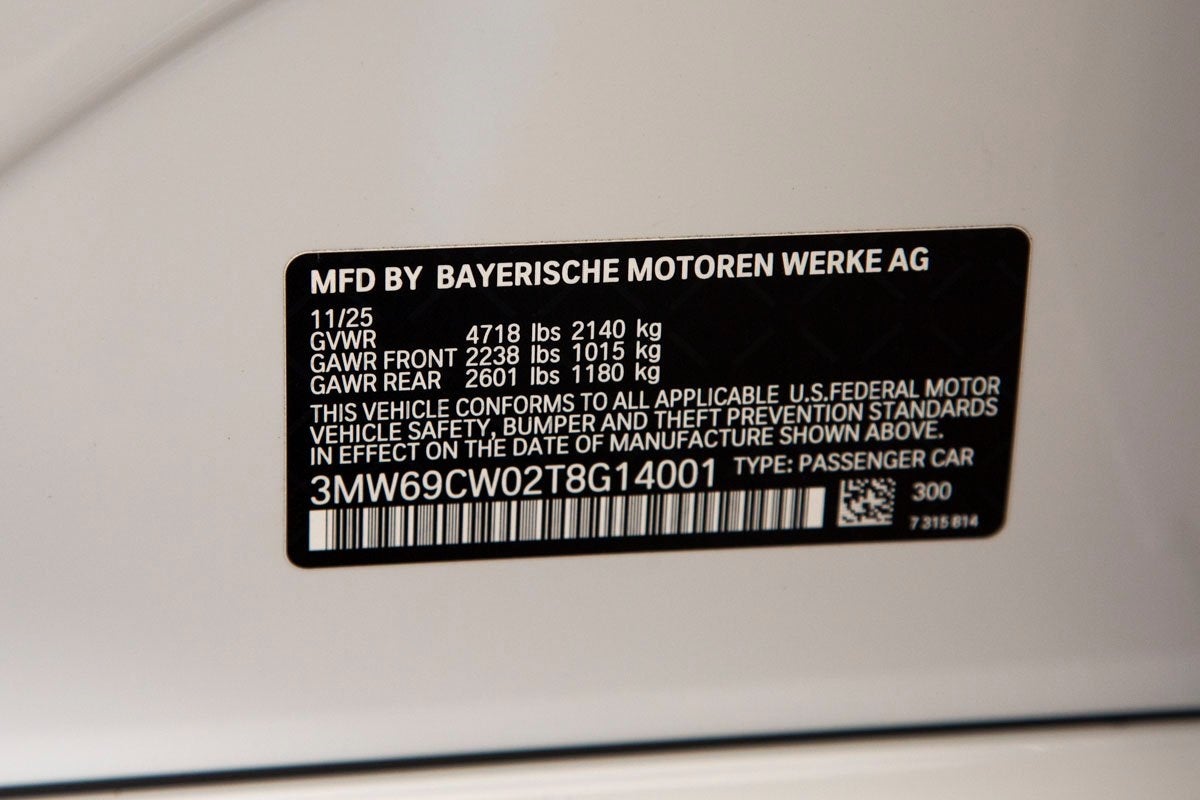 MFD BY BAYERISCHE MOTOREN WERKE AG
11/25
GVWR 4718 lbs 2140 kg
GAWR FRONT 2238 lbs 1015 kg
GAWR REAR 2601 lbs 1180 kg
THIS VEHICLE CONFORMS TO ALL APPLICABLE U.S.FEDERAL MOTOR
VEHICLE SAFETY, BUMPER AND THEFT PREVENTION STANDARDS
IN EFFECT ON THE DATE OF MANUFACTURE SHOWN ABOVE.
3MW69CW02T8G14001 TYPE: PASSENGER CAR
300
7 315 814